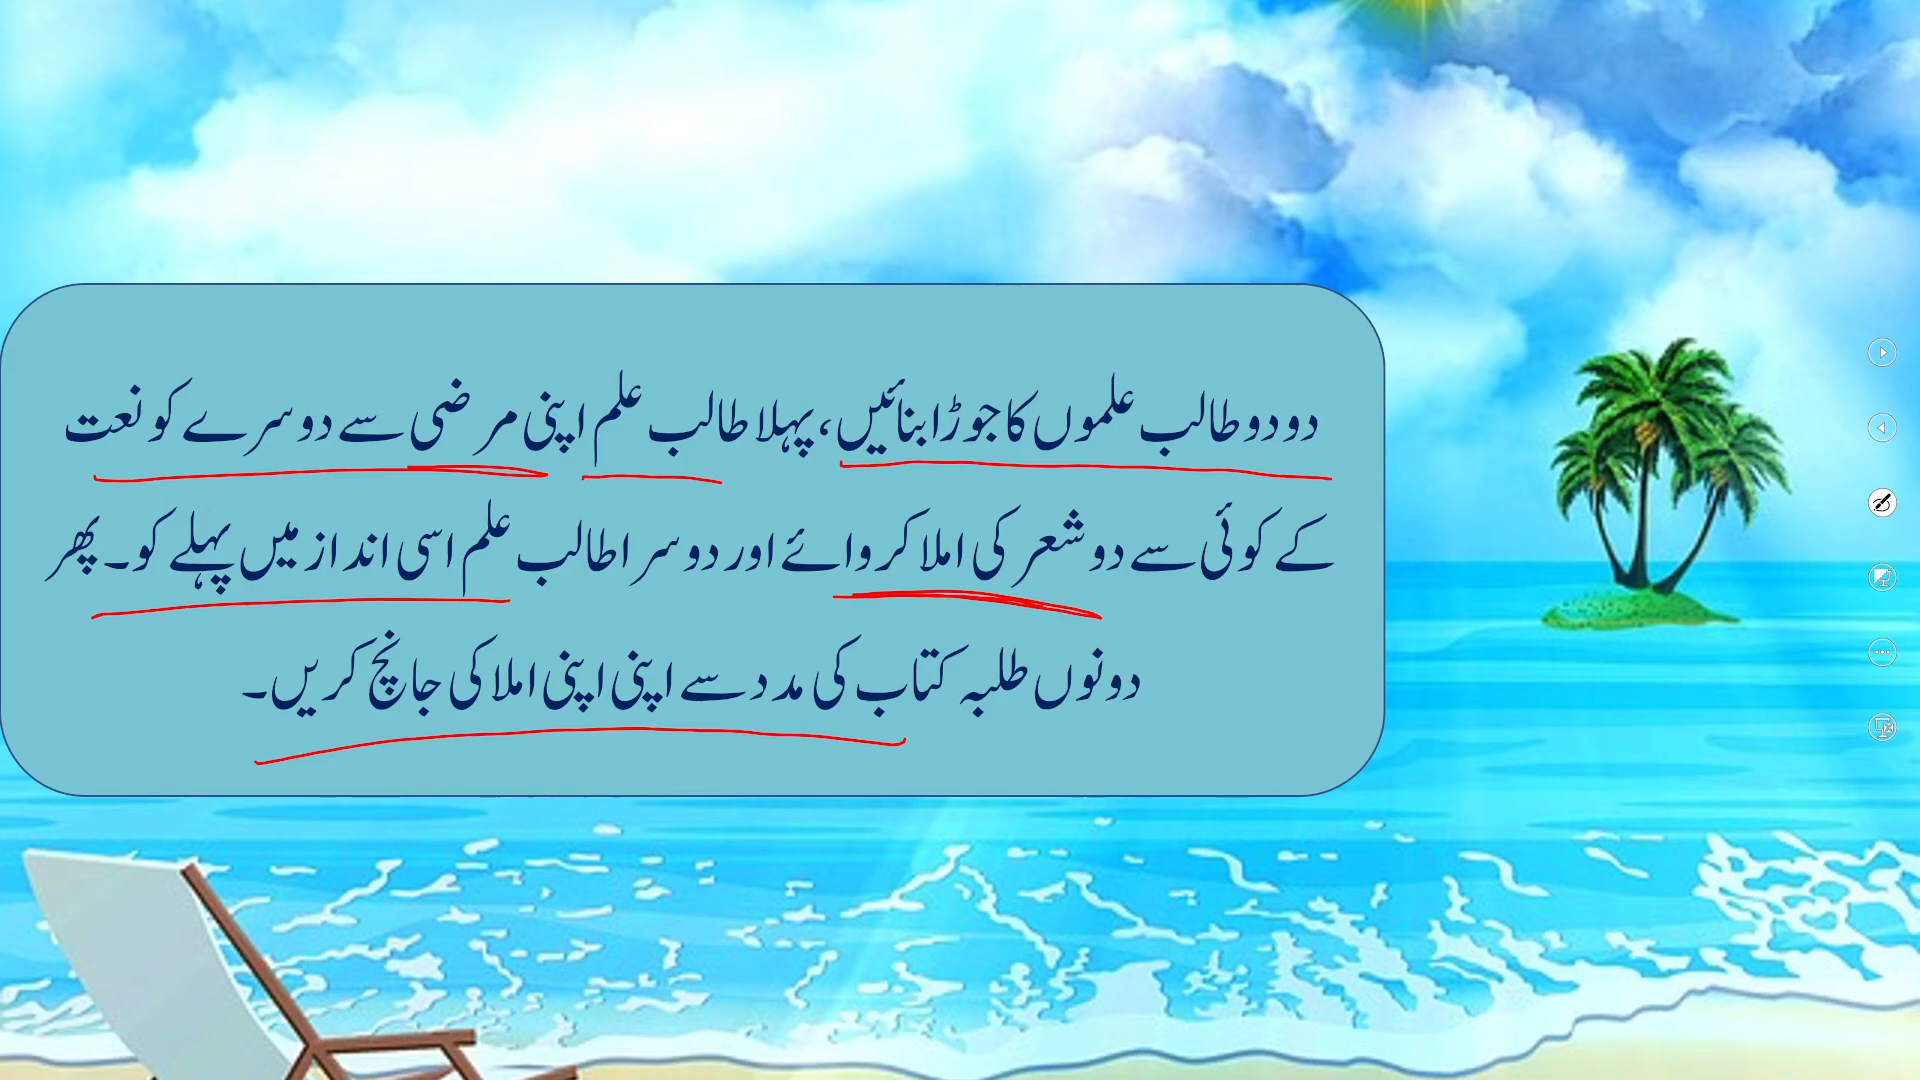 دو دو طالب علموں کا جوڑا بنائیں، پہلا طالب علم اپنی مرضی سے دوسرے کو نعت
کے کوئی سے دو شعر کی املا کروائے اور دوسرا طالب علم اسی انداز میں پہلے کو۔ پھر
دونوں طلبہ کتاب کی مدد سے اپنی اپنی املا کی جانچ کریں۔